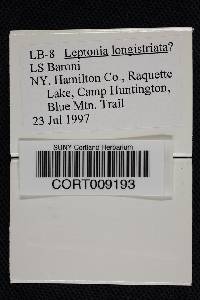 LB-8 Leptonia longistriata?
LS Baroni
NY, Hamilton Co., Raquette
Lake, Camp Huntington,
Blue Mtn. Trail
23 Jul 1997
SUNY Cortland Herbarium
CORT009193